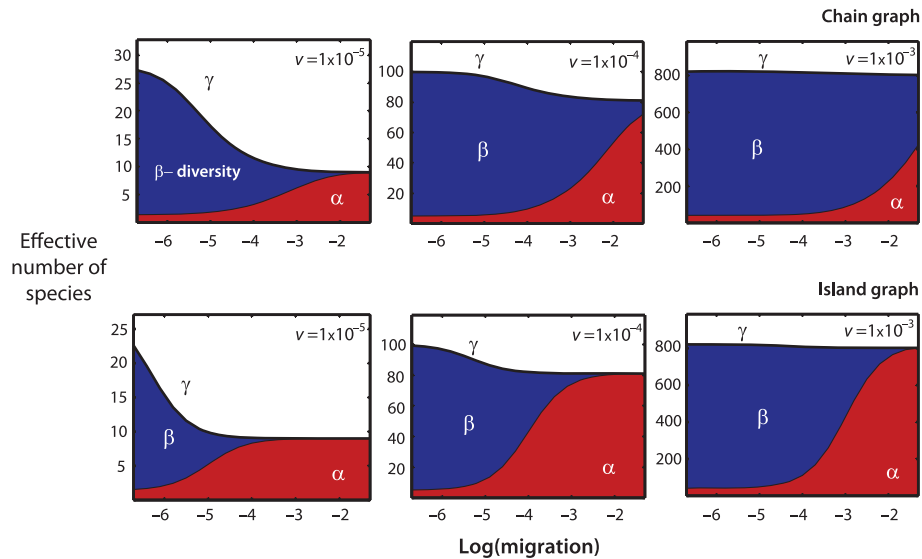 Chain graph
30
25
20
15
10
5
γ
β– diversity
α
v = 1x10⁻⁵
–6 –5 –4 –3 –2
100
80
60
40
20
γ
β
α
v = 1x10⁻⁴
–6 –5 –4 –3 –2
800
600
400
200
γ
β
α
v = 1x10⁻³
–6 –5 –4 –3 –2
Effective
number of
species
Island graph
25
20
15
10
5
γ
β
α
v = 1x10⁻⁵
–6 –5 –4 –3 –2
100
80
60
40
20
γ
β
α
v = 1x10⁻⁴
–6 –5 –4 –3 –2
800
600
400
200
γ
β
α
v = 1x10⁻³
–6 –5 –4 –3 –2
Log(migration)